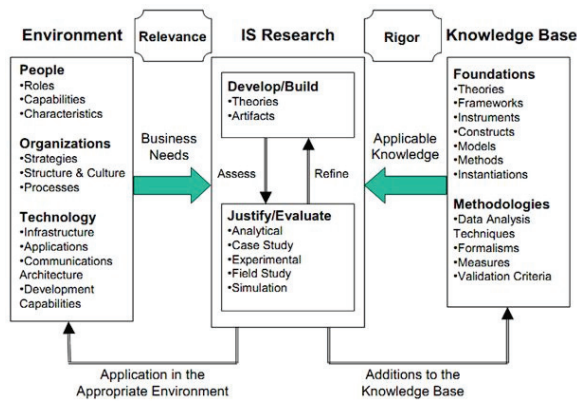 Environment
Relevance
IS Research
Rigor
Knowledge Base
People
•Roles
•Capabilities
•Characteristics
Organizations
•Strategies
•Structure & Culture
•Processes
Technology
•Infrastructure
•Applications
•Communications
Architecture
•Development
Capabilities
Business
Needs
Develop/Build
•Theories
•Artifacts
Assess
Refine
Justify/Evaluate
•Analytical
•Case Study
•Experimental
•Field Study
•Simulation
Applicable
Knowledge
Foundations
•Theories
•Frameworks
•Instruments
•Constructs
•Models
•Methods
•Instantiations
Methodologies
•Data Analysis
Techniques
•Formalisms
•Measures
•Validation Criteria
Application in the
Appropriate Environment
Additions to the
Knowledge Base